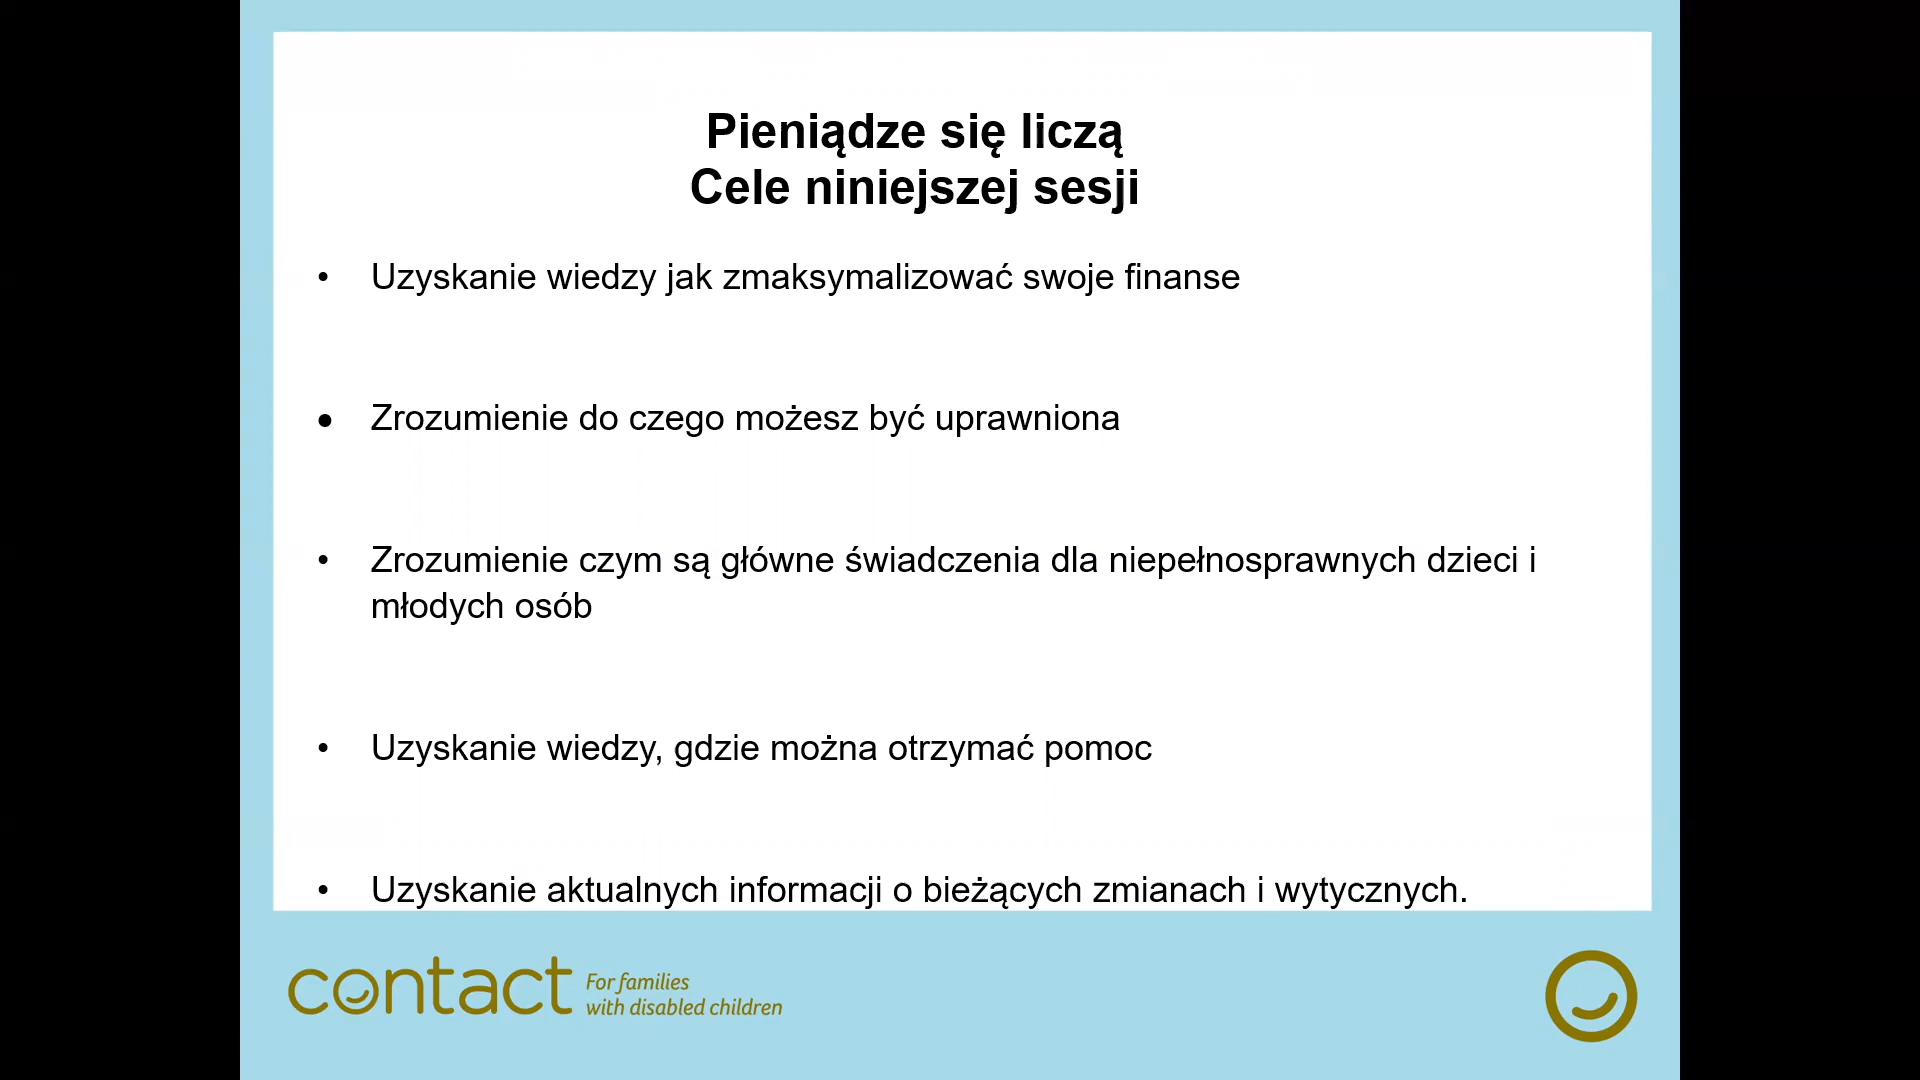 Pieniądze się liczą
Cele niniejszej sesji
• Uzyskanie wiedzy jak zmaksymalizować swoje finanse
• Zrozumienie do czego możesz być uprawniona
• Zrozumienie czym są główne świadczenia dla niepełnosprawnych dzieci i
młodych osób
• Uzyskanie wiedzy, gdzie można otrzymać pomoc
• Uzyskanie aktualnych informacji o bieżących zmianach i wytycznych.
contact
For families
with disabled children